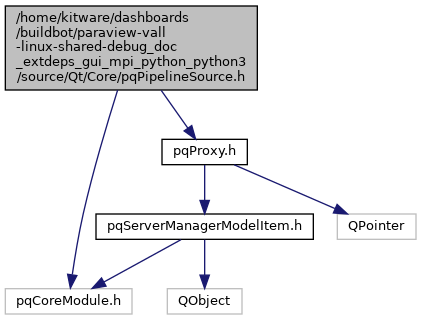 /home/kitware/dashboards
/buildbot/paraview-vall
-linux-shared-debug_doc
_extdeps_gui_mpi_python_python3
/source/Qt/Core/pqPipelineSource.h
pqProxy.h
pqServerManagerModelItem.h
QPointer
pqCoreModule.h
QObject